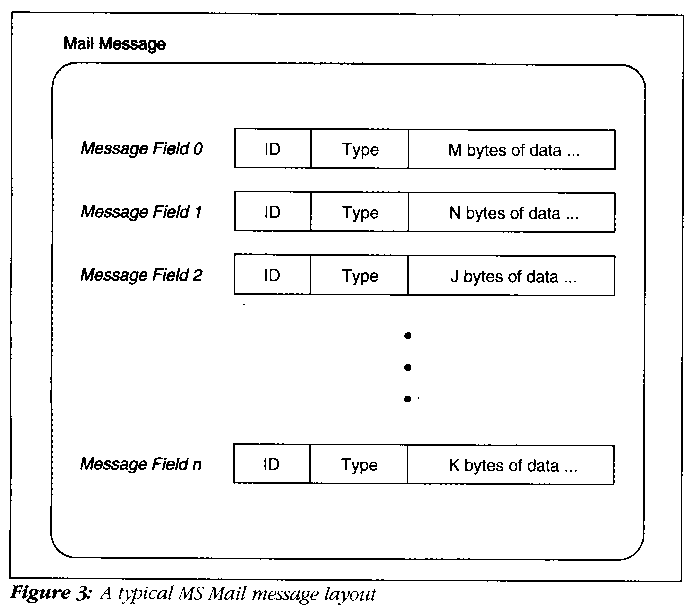 Mail Message
Message Field 0 ID Type M bytes of data ...
Message Field 1 ID Type N bytes of data ...
Message Field 2 ID Type J bytes of data ...
Message Field n ID Type K bytes of data ...
Figure 3: A typical MS Mail message layout